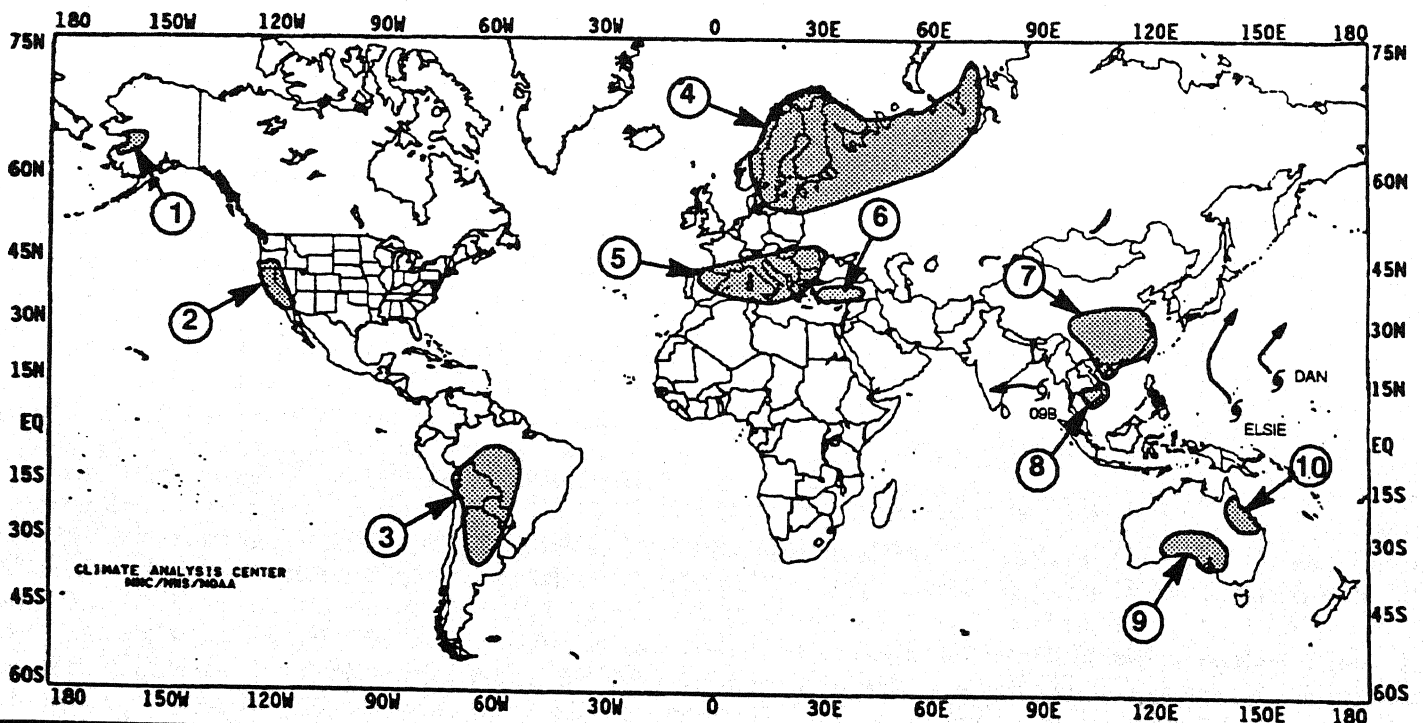 180 150W 120W 90W 60W 30W 0 30E 60E 90E 120E 150E 180
75N 75N
60N 60N
45N 45N
30N 30N
15N 15N
EQ EQ
15S 15S
30S 30S
45S 45S
60S 60S
4
1
6
5
7
2
DAN
09B
ELSIE
8
10
3
CLIMATE ANALYSIS CENTER
NMC/NWS/NOAA
9
180 150W 120W 90W 60W 30W 0 30E 60E 90E 120E 150E 180